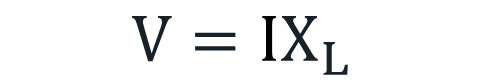 V = IX_L